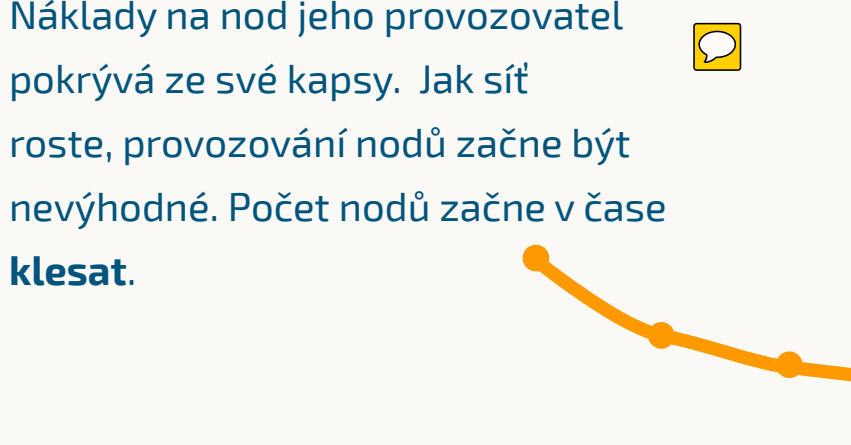 Náklady na nod jeho provozovatel
pokrývá ze své kapsy. Jak síť
roste, provozování nodů začne být
nevýhodné. Počet nodů začne v čase
klesat.